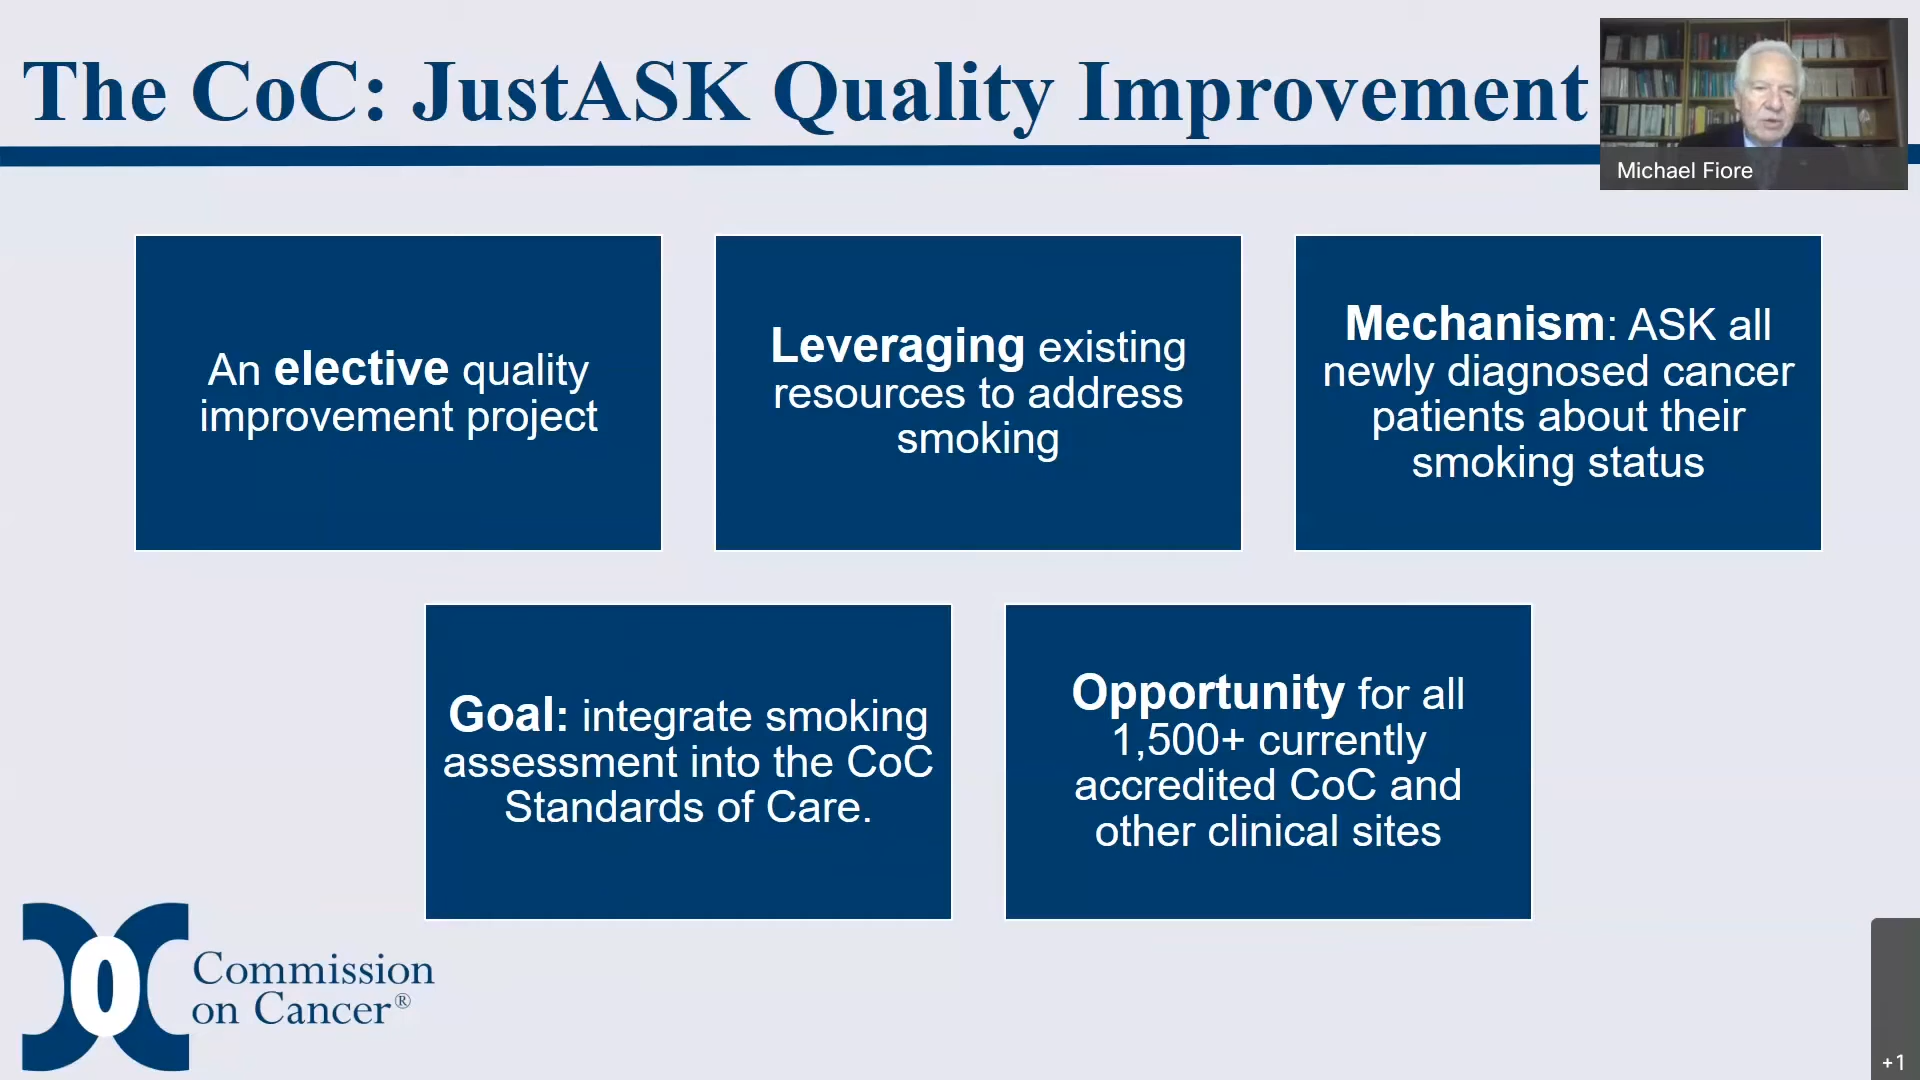 The CoC: JustASK Quality Improvement
Michael Fiore
An elective quality
improvement project
Leveraging existing
resources to address
smoking
Mechanism: ASK all
newly diagnosed cancer
patients about their
smoking status
Goal: integrate smoking
assessment into the CoC
Standards of Care.
Opportunity for all
1,500+ currently
accredited CoC and
other clinical sites
Commission
on Cancer®
+1